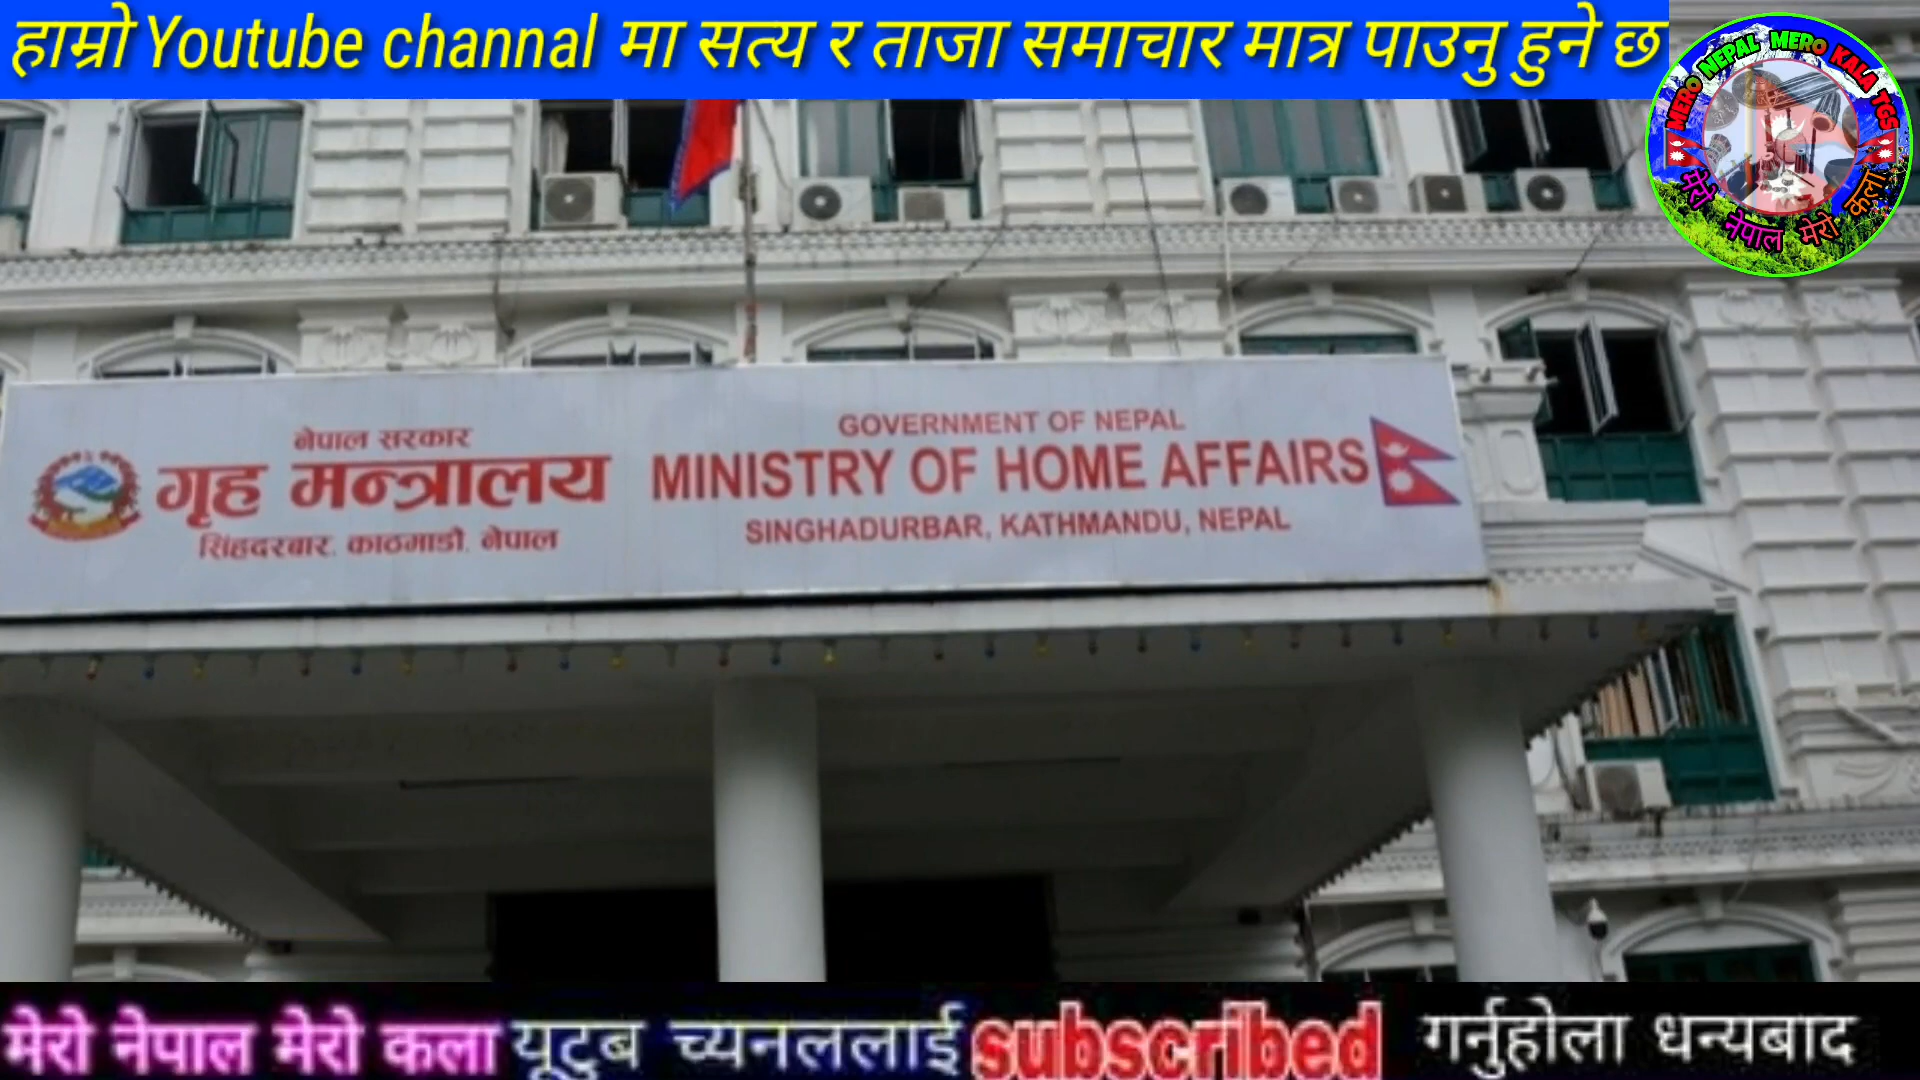 हाम्रो Youtube channal मा सत्य र ताजा समाचार मात्र पाउनु हुने छ
MERO NEPAL MERO KALA TGS
मेरो नेपाल मेरो कला
नेपाल सरकार
गृह मन्त्रालय
सिंहदरबार, काठमाडौं, नेपाल
GOVERNMENT OF NEPAL
MINISTRY OF HOME AFFAIRS
SINGHADURBAR, KATHMANDU, NEPAL
मेरो नेपाल मेरो कला यूटुब च्यनललाई subscribed गर्नुहोला धन्यबाद